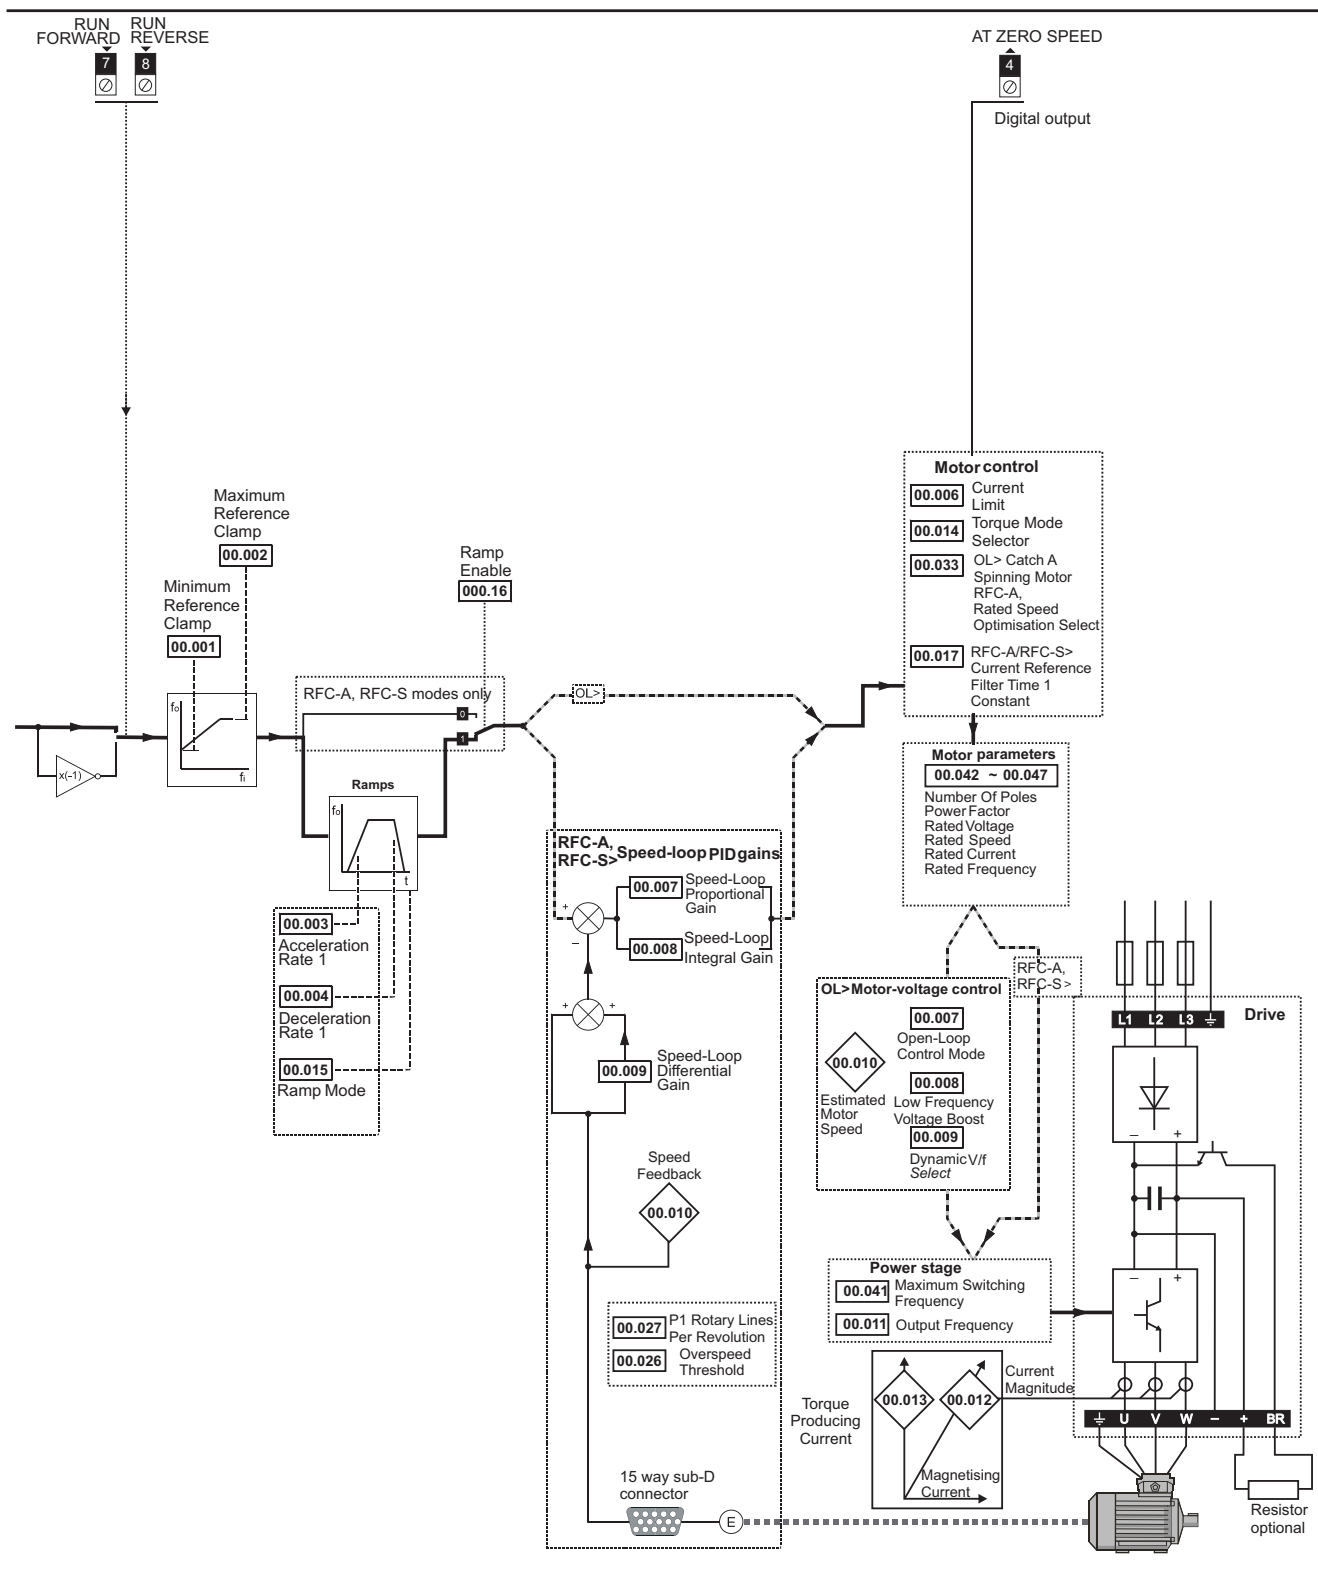 RUN
FORWARD
RUN
REVERSE
7
8
AT ZERO SPEED
4
Digital output
Maximum
Reference
Clamp
00.002
Minimum
Reference
Clamp
00.001
Ramp
Enable
000.16
RFC-A, RFC-S modes only
0
1
OL>
x(-1)
fo
fi
Ramps
fo
t
00.003
Acceleration
Rate 1
00.004
Deceleration
Rate 1
00.015
Ramp Mode
RFC-A,
RFC-S>
Speed-loop PID gains
00.007
Speed-Loop
Proportional
Gain
00.008
Speed-Loop
Integral Gain
+
–
+
+
00.009
Speed-Loop
Differential
Gain
Speed
Feedback
00.010
00.027
P1 Rotary Lines
Per Revolution
00.026
Overspeed
Threshold
15 way sub-D
connector
E
Motor control
00.006
Current
Limit
00.014
Torque Mode
Selector
00.033
OL> Catch A
Spinning Motor
RFC-A,
Rated Speed
Optimisation Select
00.017
RFC-A/RFC-S>
Current Reference
Filter Time 1
Constant
Motor parameters
00.042 ~ 00.047
Number Of Poles
Power Factor
Rated Voltage
Rated Speed
Rated Current
Rated Frequency
RFC-A,
RFC-S >
OL> Motor-voltage control
00.007
Open-Loop
Control Mode
00.010
Estimated
Motor
Speed
00.008
Low Frequency
Voltage Boost
00.009
Dynamic V/f
Select
Power stage
00.041
Maximum Switching
Frequency
00.011
Output Frequency
00.013
00.012
Current
Magnitude
Torque
Producing
Current
Magnetising
Current
Drive
L1 L2 L3
– +
– +
U V W – + BR
Resistor
optional